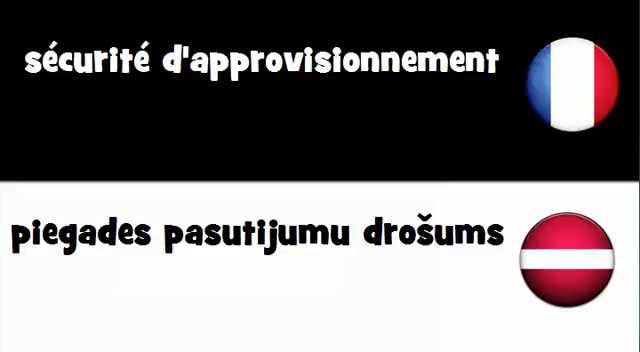 sécurité d'approvisionnement
piegades pasutijumu drošums